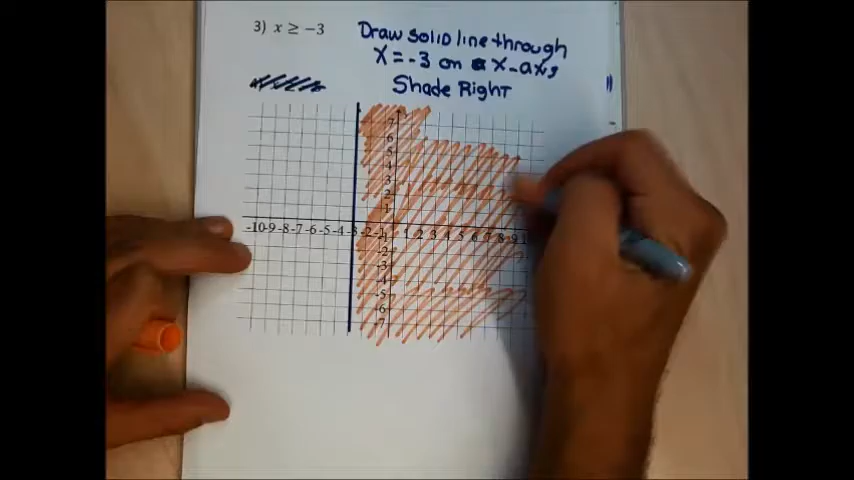 3) x ≥ -3
Draw solid line through
x = -3 on x-axis
Shade Right
7
6
5
4
3
2
1
-10 -9 -8 -7 -6 -5 -4 -3 -2 -1 1 2 3 4 5 6 7 8 9
-2
-3
-4
-5
-6
-7